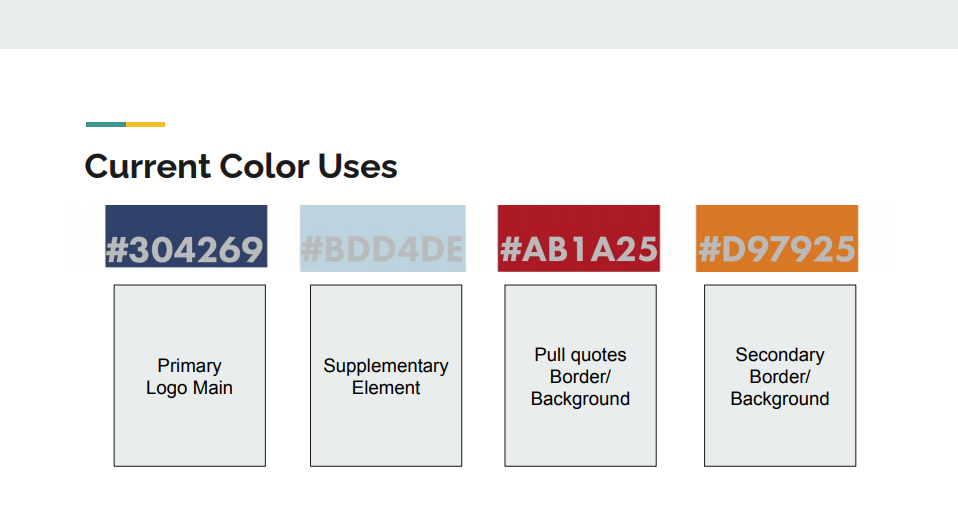 Current Color Uses
#304269
#BDD4DE
#AB1A25
#D97925
Primary
Logo Main
Supplementary
Element
Pull quotes
Border/
Background
Secondary
Border/
Background